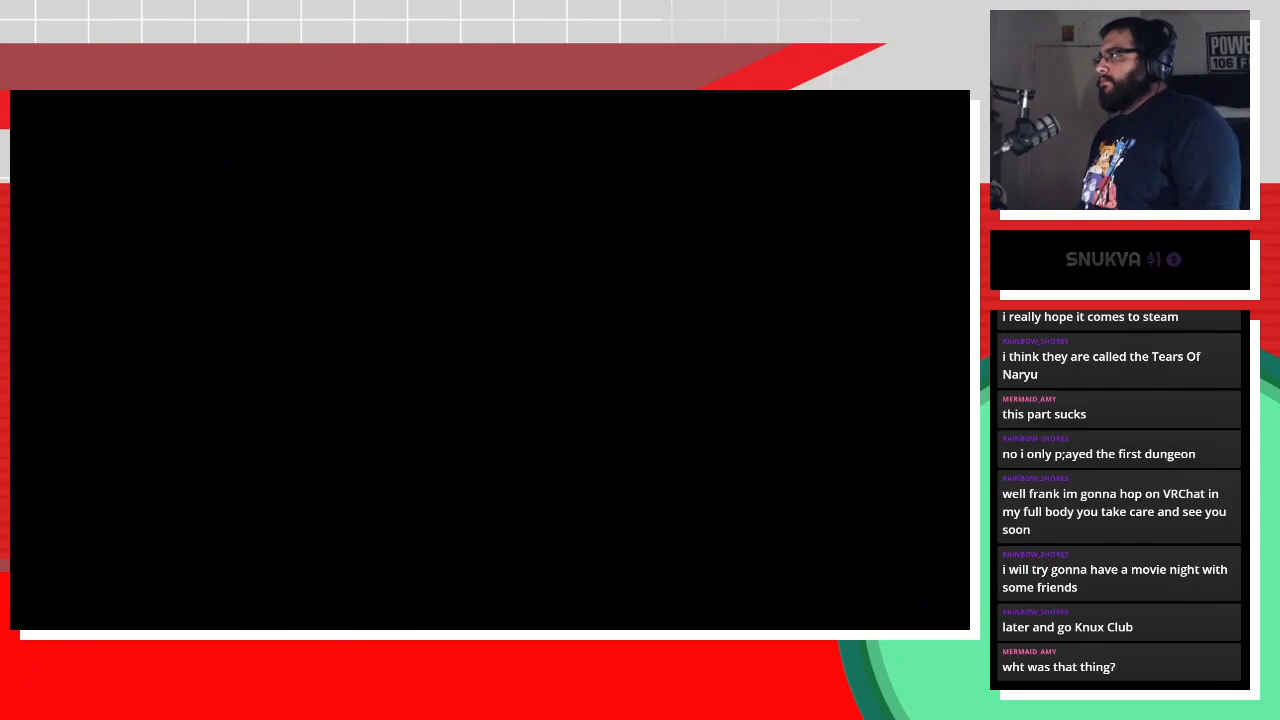 POWE
106 F
SNUKVA $1
i really hope it comes to steam
RAINBOW_SHORES
i think they are called the Tears Of
Naryu
MERMAID_AMY
this part sucks
RAINBOW_SHORES
no i only p;ayed the first dungeon
RAINBOW_SHORES
well frank im gonna hop on VRChat in
my full body you take care and see you
soon
RAINBOW_SHORES
i will try gonna have a movie night with
some friends
RAINBOW_SHORES
later and go Knux Club
MERMAID_AMY
wht was that thing?